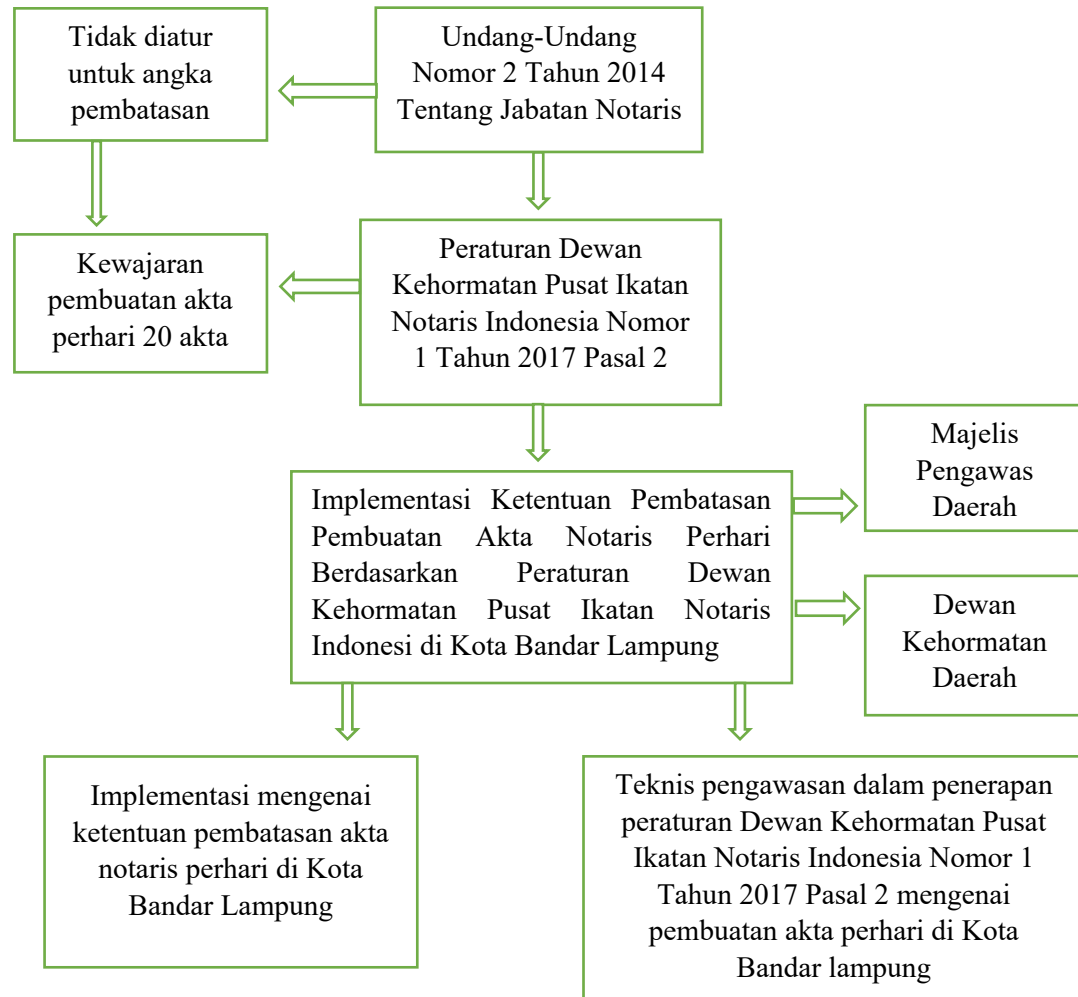 Tidak diatur
untuk angka
pembatasan
Undang-Undang
Nomor 2 Tahun 2014
Tentang Jabatan Notaris
Kewajaran
pembuatan akta
perhari 20 akta
Peraturan Dewan
Kehormatan Pusat Ikatan
Notaris Indonesia Nomor
1 Tahun 2017 Pasal 2
Implementasi Ketentuan Pembatasan
Pembuatan Akta Notaris Perhari
Berdasarkan Peraturan Dewan
Kehormatan Pusat Ikatan Notaris
Indonesi di Kota Bandar Lampung
Majelis
Pengawas
Daerah
Dewan
Kehormatan
Daerah
Implementasi mengenai
ketentuan pembatasan akta
notaris perhari di Kota
Bandar Lampung
Teknis pengawasan dalam penerapan
peraturan Dewan Kehormatan Pusat
Ikatan Notaris Indonesia Nomor 1
Tahun 2017 Pasal 2 mengenai
pembuatan akta perhari di Kota
Bandar lampung